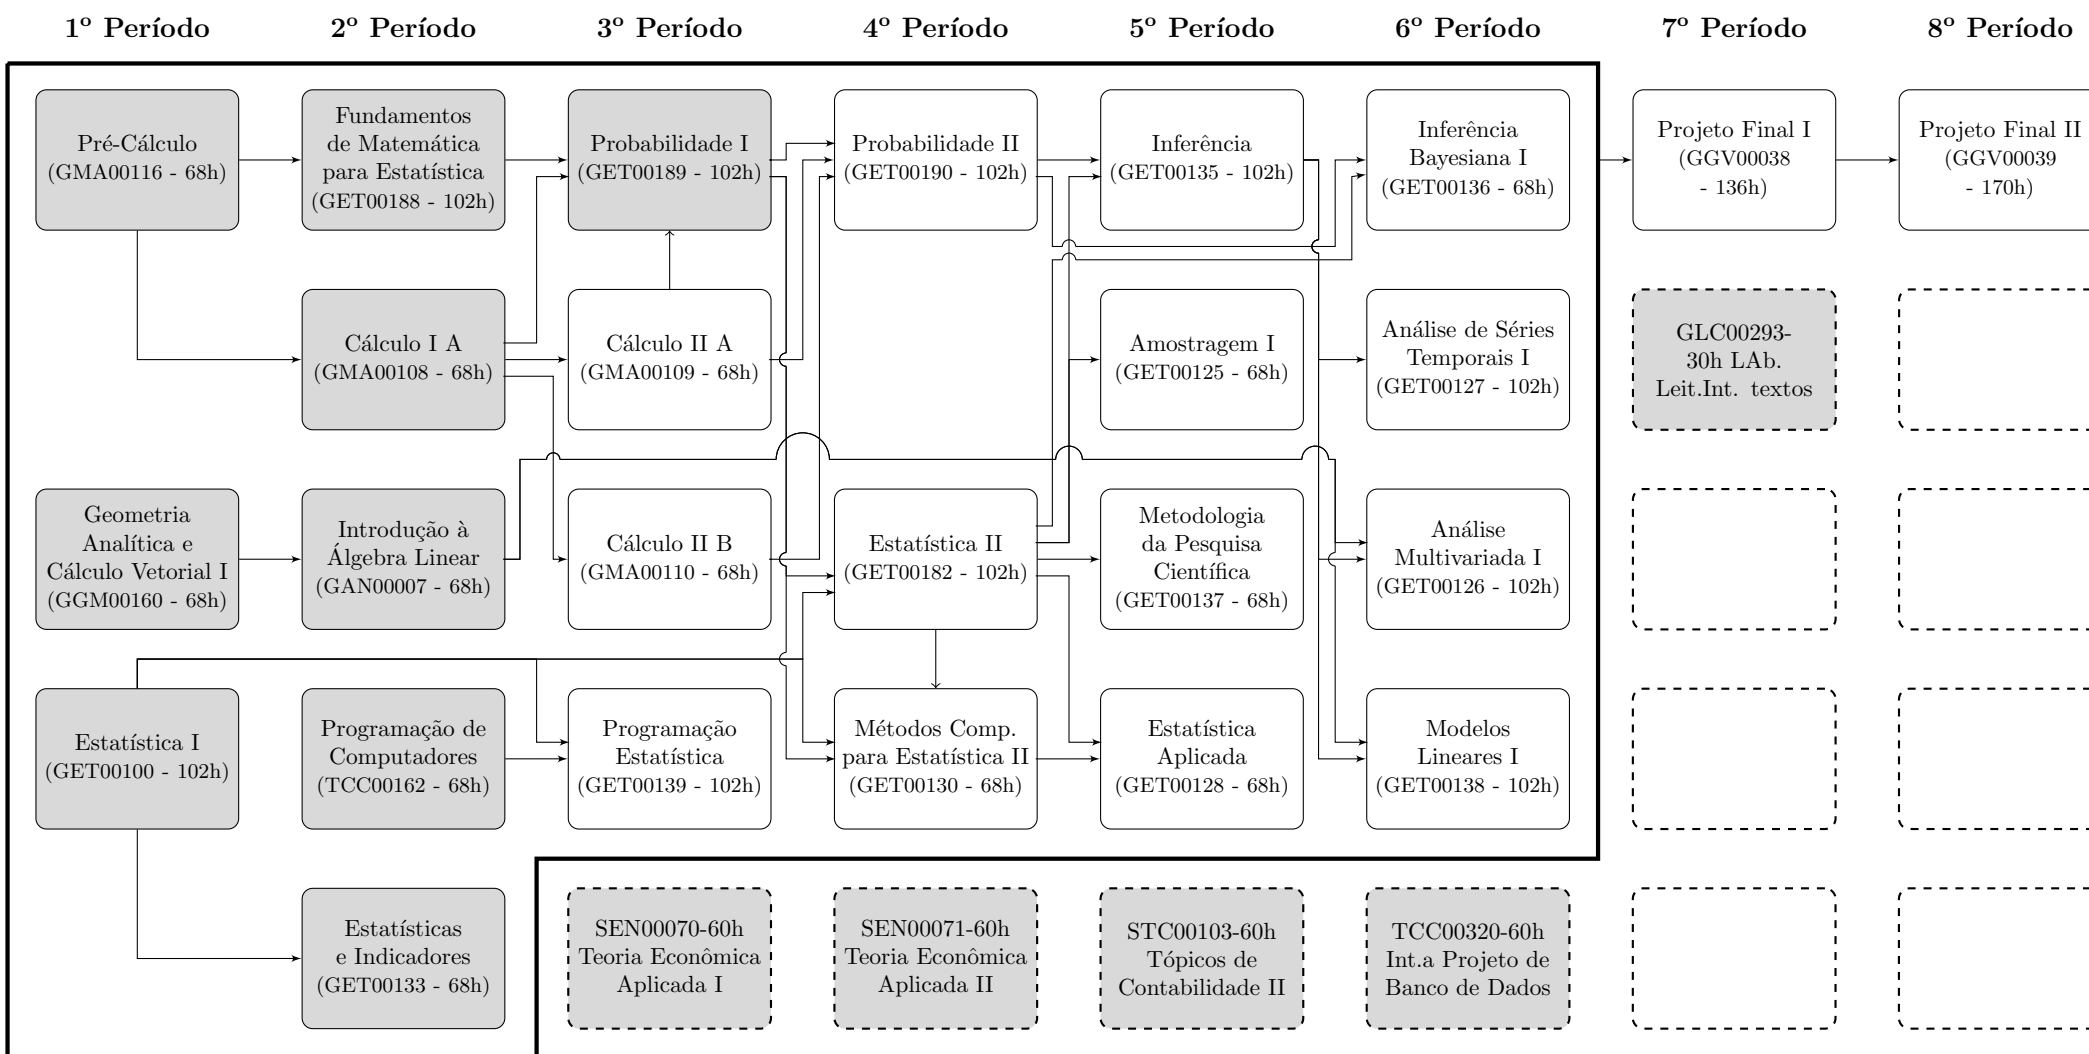 1º Período
2º Período
3º Período
4º Período
5º Período
6º Período
7º Período
8º Período
Pré-Cálculo
(GMA00116 - 68h)
Fundamentos
de Matemática
para Estatística
(GET00188 - 102h)
Probabilidade I
(GET00189 - 102h)
Probabilidade II
(GET00190 - 102h)
Inferência
(GET00135 - 102h)
Inferência
Bayesiana I
(GET00136 - 68h)
Projeto Final I
(GGV00038
- 136h)
Projeto Final II
(GGV00039
- 170h)
Cálculo I A
(GMA00108 - 68h)
Cálculo II A
(GMA00109 - 68h)
Amostragem I
(GET00125 - 68h)
Análise de Séries
Temporais I
(GET00127 - 102h)
GLC00293-
30h LAb.
Leit.Int. textos
Geometria
Analítica e
Cálculo Vetorial I
(GGM00160 - 68h)
Introdução à
Álgebra Linear
(GAN00007 - 68h)
Cálculo II B
(GMA00110 - 68h)
Estatística II
(GET00182 - 102h)
Metodologia
da Pesquisa
Científica
(GET00137 - 68h)
Análise
Multivariada I
(GET00126 - 102h)
Estatística I
(GET00100 - 102h)
Programação de
Computadores
(TCC00162 - 68h)
Programação
Estatística
(GET00139 - 102h)
Métodos Comp.
para Estatística II
(GET00130 - 68h)
Estatística
Aplicada
(GET00128 - 68h)
Modelos
Lineares I
(GET00138 - 102h)
Estatísticas
e Indicadores
(GET00133 - 68h)
SEN00070-60h
Teoria Econômica
Aplicada I
SEN00071-60h
Teoria Econômica
Aplicada II
STC00103-60h
Tópicos de
Contabilidade II
TCC00320-60h
Int.a Projeto de
Banco de Dados